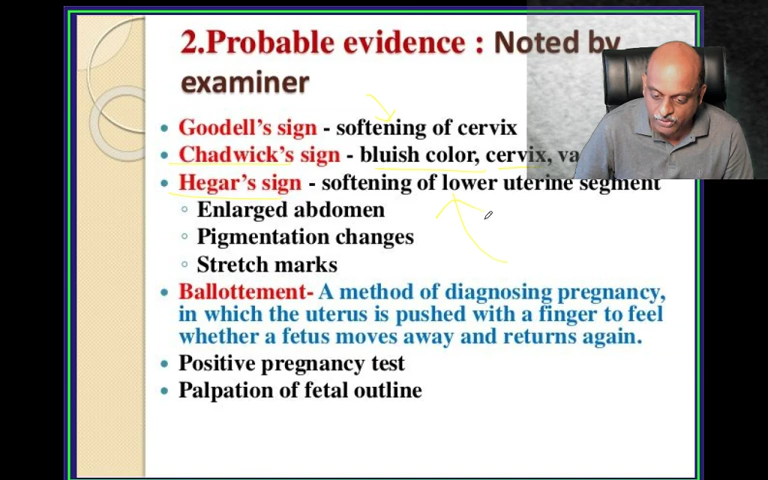 2.Probable evidence : Noted by
examiner
Goodell's sign - softening of cervix
Chadwick's sign - bluish color, cervix,
Hegar's sign - softening of lower uterine segment
Enlarged abdomen
Pigmentation changes
Stretch marks
Ballottement- A method of diagnosing pregnancy,
in which the uterus is pushed with a finger to feel
whether a fetus moves away and returns again.
Positive pregnancy test
Palpation of fetal outline